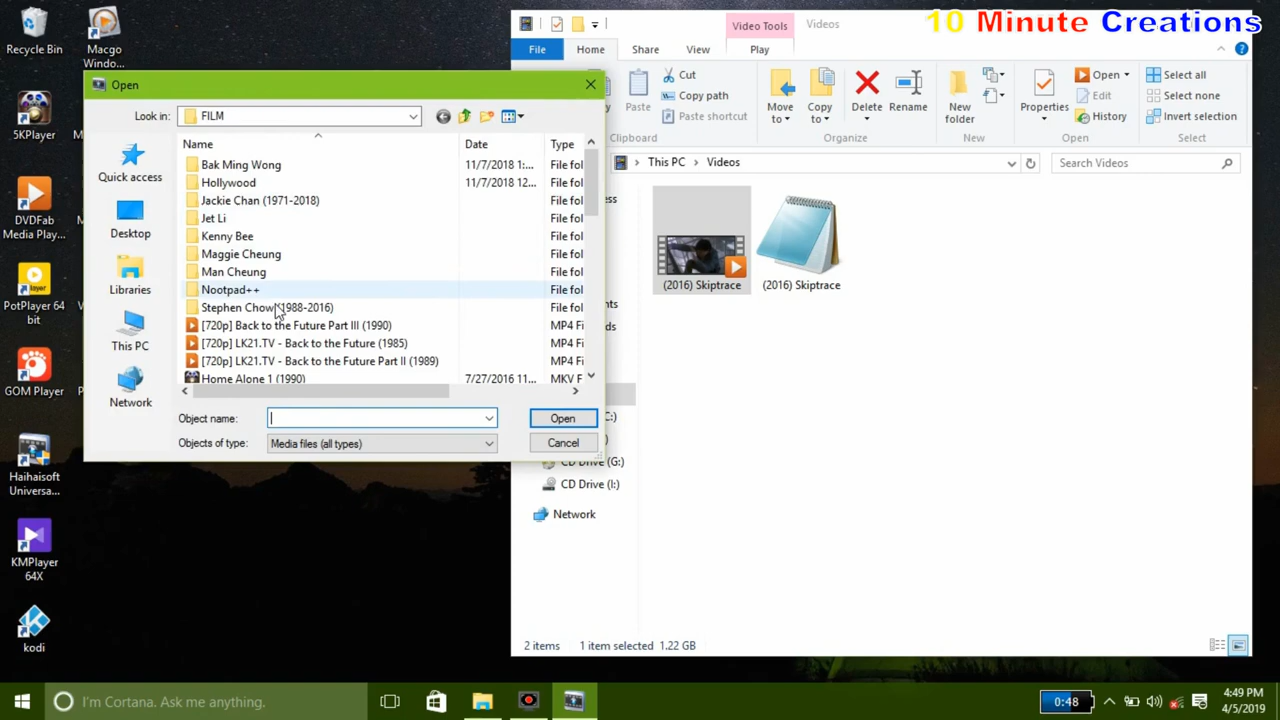 10 Minute Creations
Recycle Bin
Macgo
Window...
5KPlayer
DVDFab
Media Play...
PotPlayer 64
bit
GOM Player
Haihaisoft
Universa...
KMPlayer
64X
kodi
Open
Look in:
FILM
Name
Date
Type
Quick access
Desktop
Libraries
This PC
Network
Bak Ming Wong
11/7/2018 1:...
File fol
Hollywood
11/7/2018 12...
File fol
Jackie Chan (1971-2018)
File fol
Jet Li
File fol
Kenny Bee
File fol
Maggie Cheung
File fol
Man Cheung
File fol
Nootpad++
File fol
Stephen Chow (1988-2016)
File fol
[720p] Back to the Future Part III (1990)
MP4 Fi
[720p] LK21.TV - Back to the Future (1985)
MP4 Fi
[720p] LK21.TV - Back to the Future Part II (1989)
MP4 Fi
Home Alone 1 (1990)
7/27/2016 11...
MKV F
Object name:
Open
Objects of type:
Media files (all types)
Cancel
Video Tools
Videos
File
Home
Share
View
Play
Paste
Cut
Copy path
Paste shortcut
Clipboard
Move
to
Copy
to
Delete
Rename
Organize
New
folder
New
Properties
Open
Edit
History
Open
Select all
Select none
Invert selection
Select
This PC
Videos
Search Videos
ess
nts
ds
C:)
)
CD Drive (G:)
CD Drive (I:)
Network
(2016) Skiptrace
(2016) Skiptrace
2 items
1 item selected
1.22 GB
I'm Cortana. Ask me anything.
0:48
4:49 PM
4/5/2019